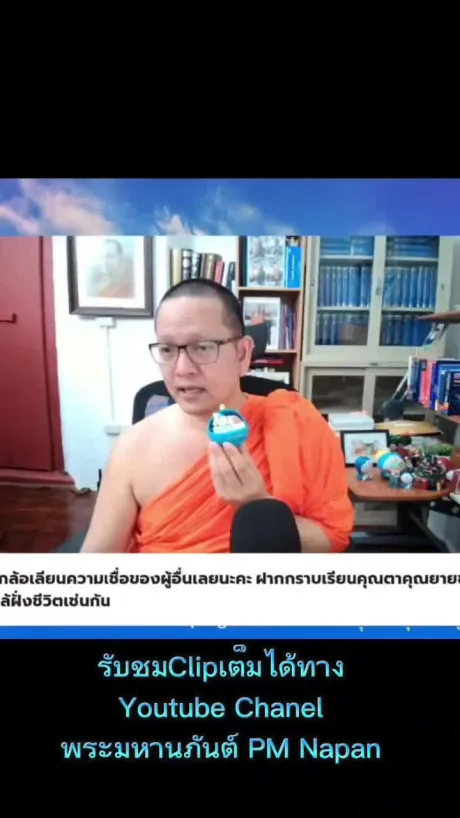 กล้อเลียนความเชื่อของผู้อื่นเลยนะคะ ฝากกราบเรียนคุณตาคุณยาย
ล้ฝั่งชีวิตเช่นกัน
รับชมClipเต็มได้ทาง
Youtube Chanel
พระมหานภันต์ PM Napan